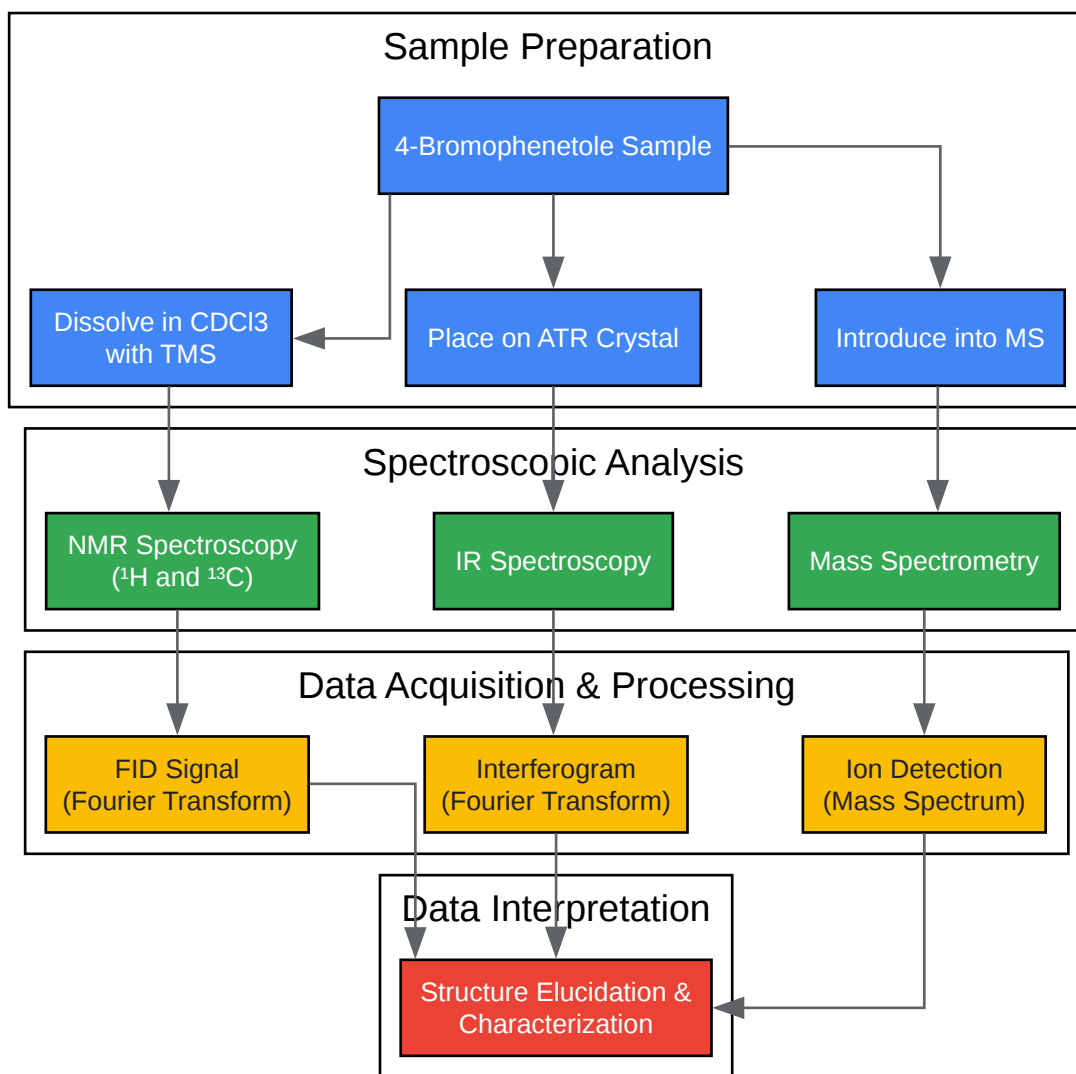 Sample Preparation
4-Bromophenetole Sample
Dissolve in CDCl3
with TMS
Place on ATR Crystal
Introduce into MS
Spectroscopic Analysis
NMR Spectroscopy
(¹H and ¹³C)
IR Spectroscopy
Mass Spectrometry
Data Acquisition & Processing
FID Signal
(Fourier Transform)
Interferogram
(Fourier Transform)
Ion Detection
(Mass Spectrum)
Data Interpretation
Structure Elucidation &
Characterization